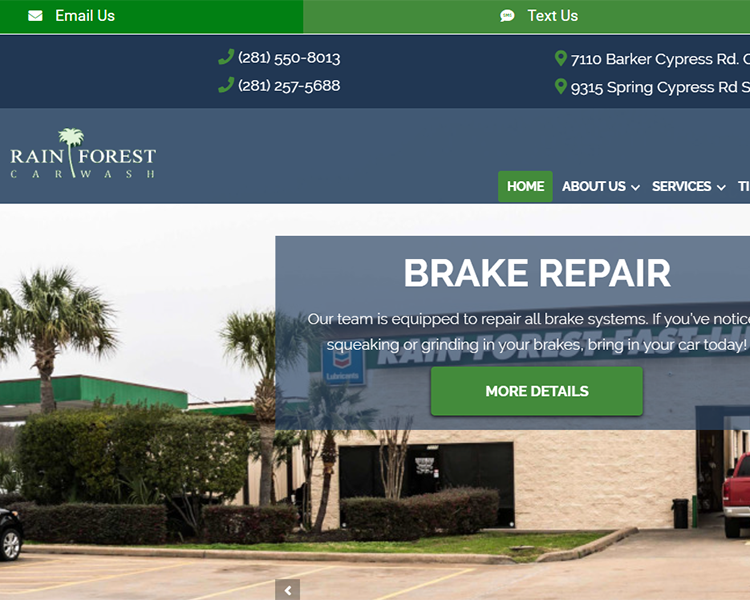 Email Us
Text Us
(281) 550-8013
7110 Barker Cypress Rd.
(281) 257-5688
9315 Spring Cypress Rd S
RAIN FOREST
CARWASH
HOME
ABOUT US
SERVICES
TI
BRAKE REPAIR
Our team is equipped to repair all brake systems. If you've notice
squeaking or grinding in your brakes, bring in your car today!
RAIN FOREST FAST LU
Lubricants
MORE DETAILS